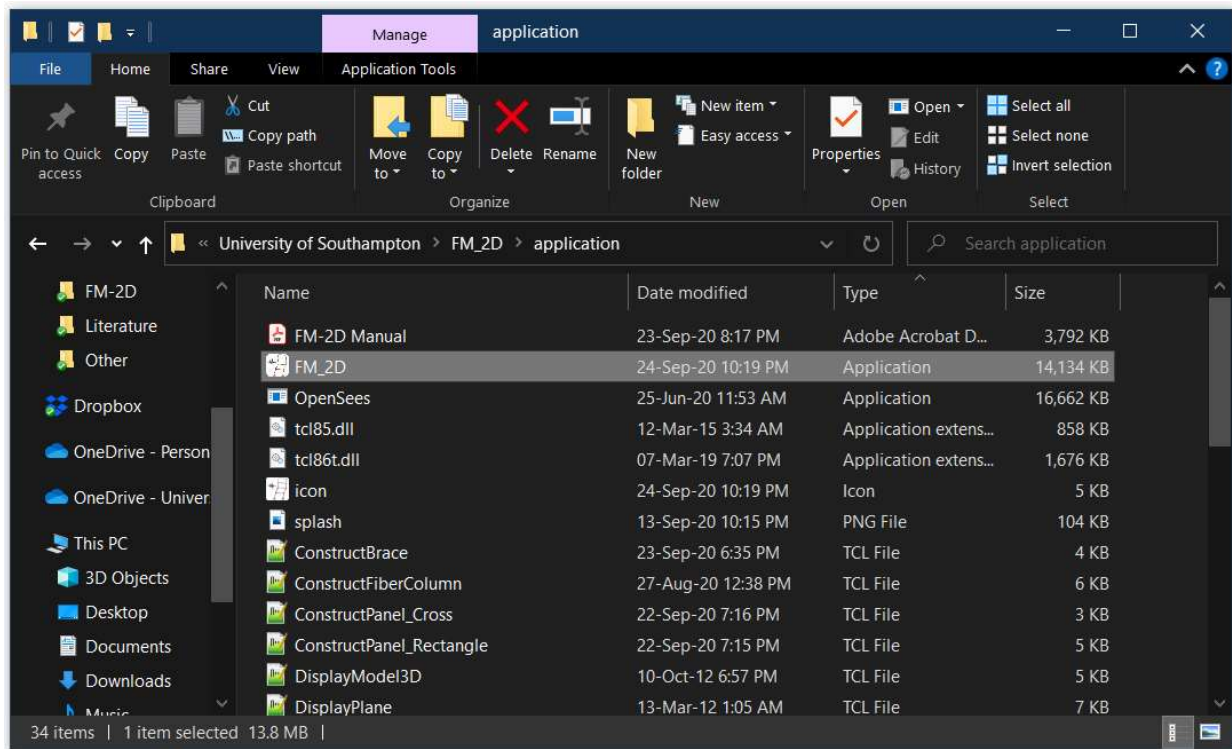 Manage application
File Home Share View Application Tools
Pin to Quick access Copy Paste Cut
Copy path
Paste shortcut
Move to Copy to Delete Rename
New folder New item
Easy access
Properties Open
Edit
History
Select all
Select none
Invert selection
Clipboard Organize New Open Select
« University of Southampton > FM_2D > application Search application
FM-2D
Literature
Other
Dropbox
OneDrive - Person
OneDrive - Univer
This PC
3D Objects
Desktop
Documents
Downloads
Music
Name Date modified Type Size
FM-2D Manual 23-Sep-20 8:17 PM Adobe Acrobat D... 3,792 KB
FM_2D 24-Sep-20 10:19 PM Application 14,134 KB
OpenSees 25-Jun-20 11:53 AM Application 16,662 KB
tcl85.dll 12-Mar-15 3:34 AM Application extens... 858 KB
tcl86t.dll 07-Mar-19 7:07 PM Application extens... 1,676 KB
icon 24-Sep-20 10:19 PM Icon 5 KB
splash 13-Sep-20 10:15 PM PNG File 104 KB
ConstructBrace 23-Sep-20 6:35 PM TCL File 4 KB
ConstructFiberColumn 27-Aug-20 12:38 PM TCL File 6 KB
ConstructPanel_Cross 22-Sep-20 7:16 PM TCL File 3 KB
ConstructPanel_Rectangle 22-Sep-20 7:15 PM TCL File 5 KB
DisplayModel3D 10-Oct-12 6:57 PM TCL File 5 KB
DisplayPlane 13-Mar-12 1:05 AM TCL File 7 KB
34 items | 1 item selected 13.8 MB |